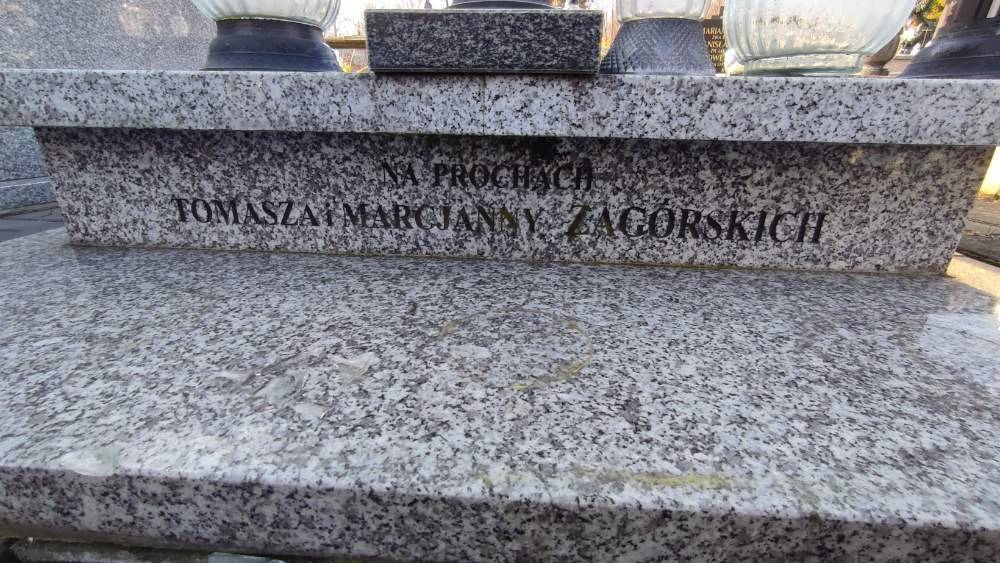 NA PROCHACH
TOMASZA i MARCJANNY ZAGÓRSKICH